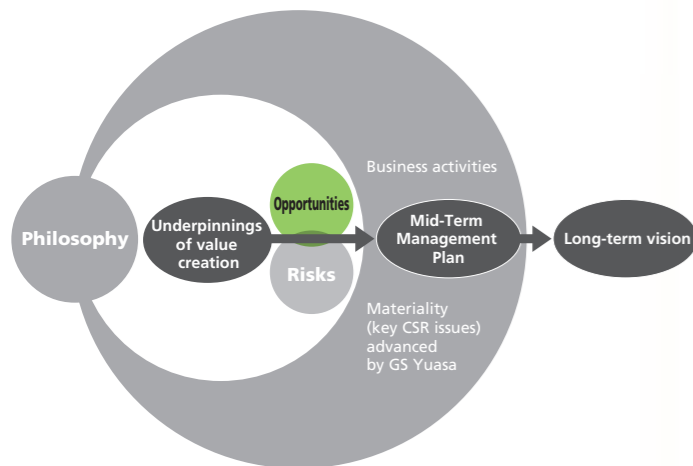 Philosophy
Underpinnings
of value
creation
Opportunities
Risks
Business activities
Mid-Term
Management
Plan
Materiality
(key CSR issues)
advanced
by GS Yuasa
Long-term vision